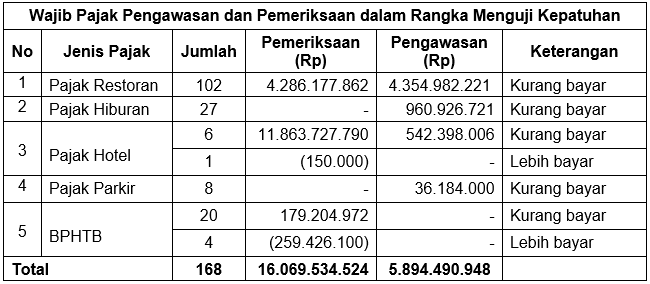 Wajib Pajak Pengawasan dan Pemeriksaan dalam Rangka Menguji Kepatuhan
No Jenis Pajak Jumlah Pemeriksaan (Rp) Pengawasan (Rp) Keterangan
1 Pajak Restoran 102 4.286.177.862 4.354.982.221 Kurang bayar
2 Pajak Hiburan 27 - 960.926.721 Kurang bayar
3 Pajak Hotel 6 11.863.727.790 542.398.006 Kurang bayar
1 (150.000) - Lebih bayar
4 Pajak Parkir 8 - 36.184.000 Kurang bayar
5 BPHTB 20 179.204.972 - Kurang bayar
4 (259.426.100) - Lebih bayar
Total 168 16.069.534.524 5.894.490.948